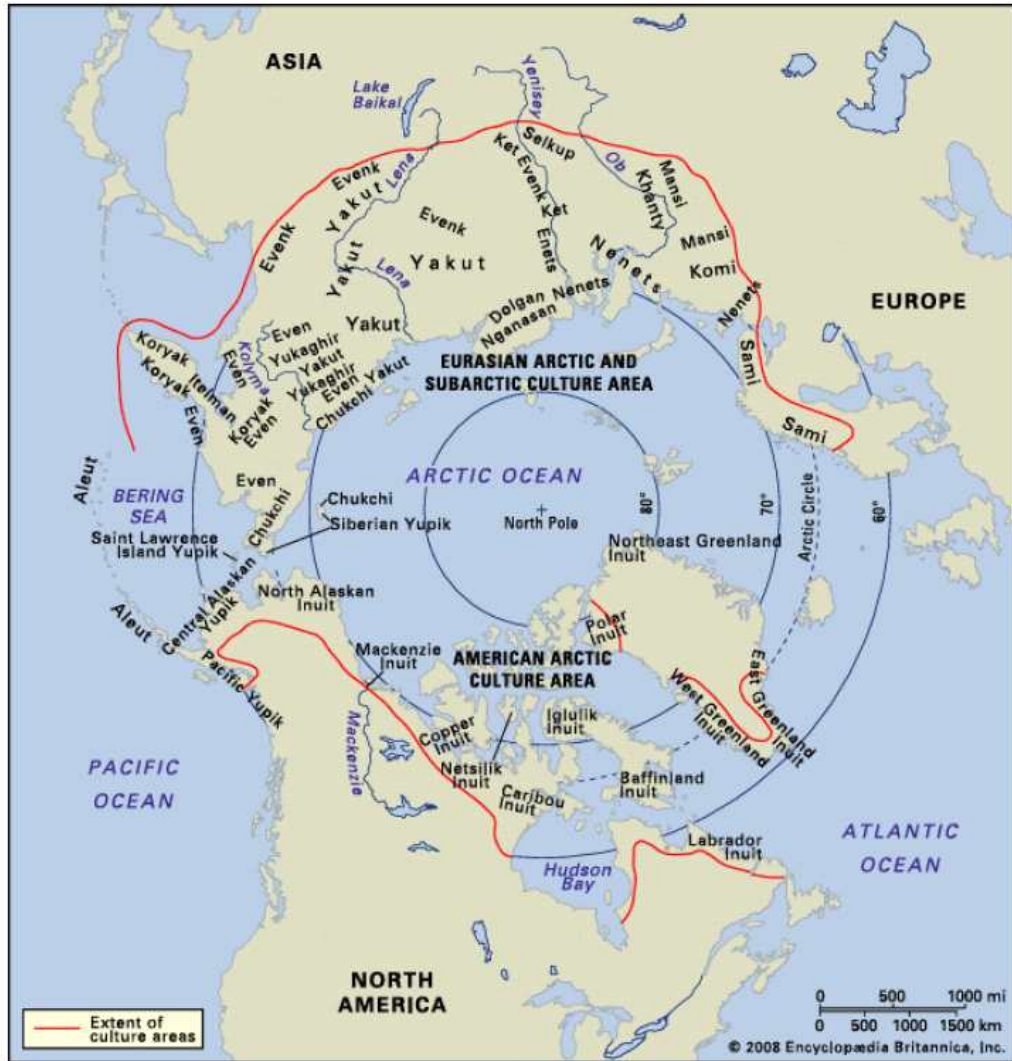 ASIA
Lake
Baikal
Yenisey
Selkup
Ket
Evenk
Ket
Enets
Ob
Mansi
Khanty
Mansi
Komi
Nenets
Nenets
Nenets
EUROPE
Evenk
Yakut
Lena
Evenk
Evenk
Yakut
Yakut
Lena
Yakut
Dolgan
Nganasan
Sami
Sami
Koryak
Koryak
Itelman
Even
Even
Kolyma
Even
Yukaghir
Yakut
Yukaghir
Even
Yakut
Chukchi
Koryak
Even
EURASIAN ARCTIC AND
SUBARCTIC CULTURE AREA
Aleut
BERING
SEA
Even
Chukchi
Chukchi
Siberian Yupik
Saint Lawrence
Island Yupik
ARCTIC OCEAN
North Pole
80°
70°
60°
Arctic Circle
Northeast Greenland
Inuit
Aleut
Central Alaskan
Yupik
North Alaskan
Inuit
Pacific Yupik
Mackenzie
Inuit
Polar
Inuit
AMERICAN ARCTIC
CULTURE AREA
West Greenland
Inuit
East Greenland
Inuit
Mackenzie
Copper
Inuit
Iglulik
Inuit
Netsilik
Inuit
Caribou
Inuit
Baffinland
Inuit
PACIFIC
OCEAN
Labrador
Inuit
ATLANTIC
OCEAN
Hudson
Bay
NORTH
AMERICA
Extent of
culture areas
0 500 1000 mi
0 500 1000 1500 km
© 2008 Encyclopædia Britannica, Inc.